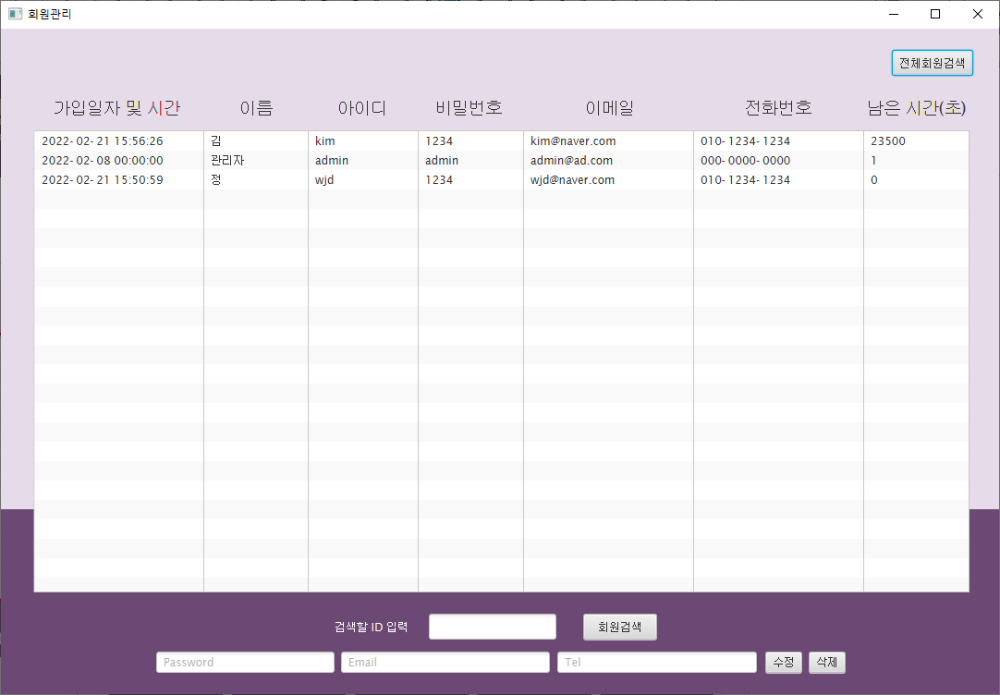 회원관리
전체회원검색
가입일자 및 시간 이름 아이디 비밀번호 이메일 전화번호 남은 시간(초)
2022-02-21 15:56:26 김 kim 1234 kim@naver.com 010-1234-1234 23500
2022-02-08 00:00:00 관리자 admin admin admin@ad.com 000-0000-0000 1
2022-02-21 15:50:59 정 wjd 1234 wjd@naver.com 010-1234-1234 0
검색할 ID 입력 회원검색
Password Email Tel 수정 삭제